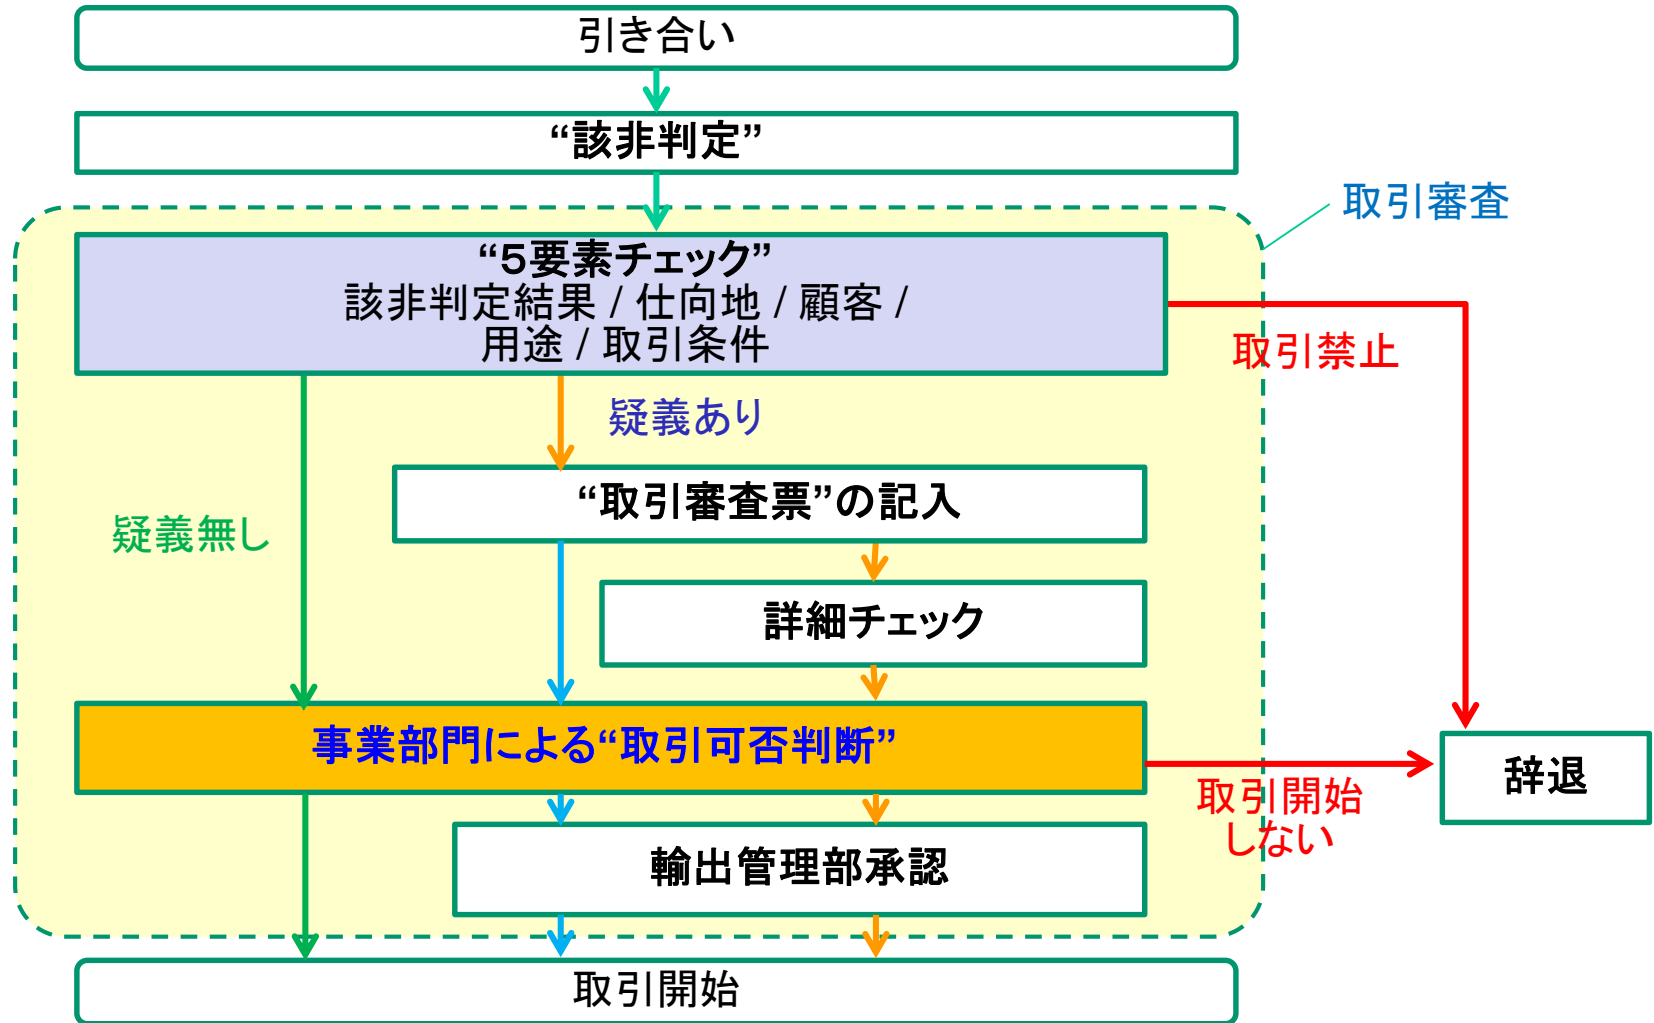 引き合い
“該非判定”
取引審査
“５要素チェック”
該非判定結果 / 仕向地 / 顧客 /
用途 / 取引条件
取引禁止
疑義あり
“取引審査票”の記入
疑義無し
詳細チェック
事業部門による“取引可否判断”
辞退
取引開始
しない
輸出管理部承認
取引開始